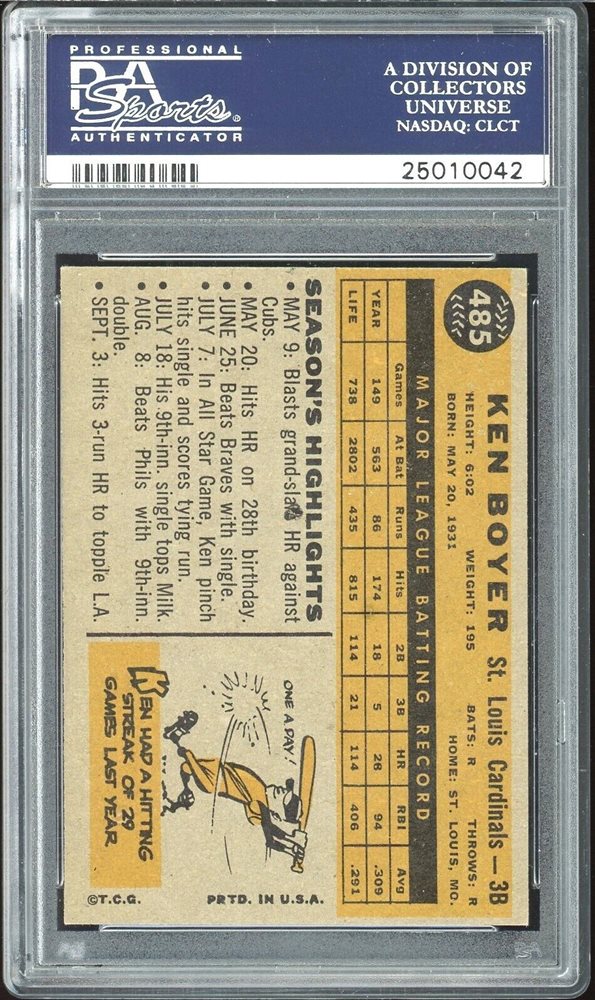 PROFESSIONAL
PSA
Sports®
AUTHENTICATOR
A DIVISION OF
COLLECTORS
UNIVERSE
NASDAQ: CLCT
25010042
485
KEN BOYER St. Louis Cardinals — 3B
HEIGHT: 6:02 WEIGHT: 195 BATS: R THROWS: R
BORN: MAY 20, 1931 HOME: ST. LOUIS, MO.
MAJOR LEAGUE BATTING RECORD
Games At Bat Runs Hits 2B 3B HR RBI Avg
YEAR 149 563 86 174 18 5 28 94 .309
LIFE 738 2802 435 815 114 21 114 406 .291
SEASON'S HIGHLIGHTS
• MAY 9: Blasts grand-slam HR against
Cubs.
• MAY 20: Hits HR on 28th birthday.
• JUNE 25: Beats Braves with single.
• JULY 7: In All Star Game, Ken pinch
hits single and scores tying run.
• JULY 18: His 9th-inn. single tops Milk.
• AUG. 8: Beats Phils with 9th-inn.
double.
• SEPT. 3: Hits 3-run HR to topple L.A.
ONE A DAY!
KEN HAD A HITTING
STREAK OF 29
GAMES LAST YEAR
©T.C.G. PRTD. IN U.S.A.